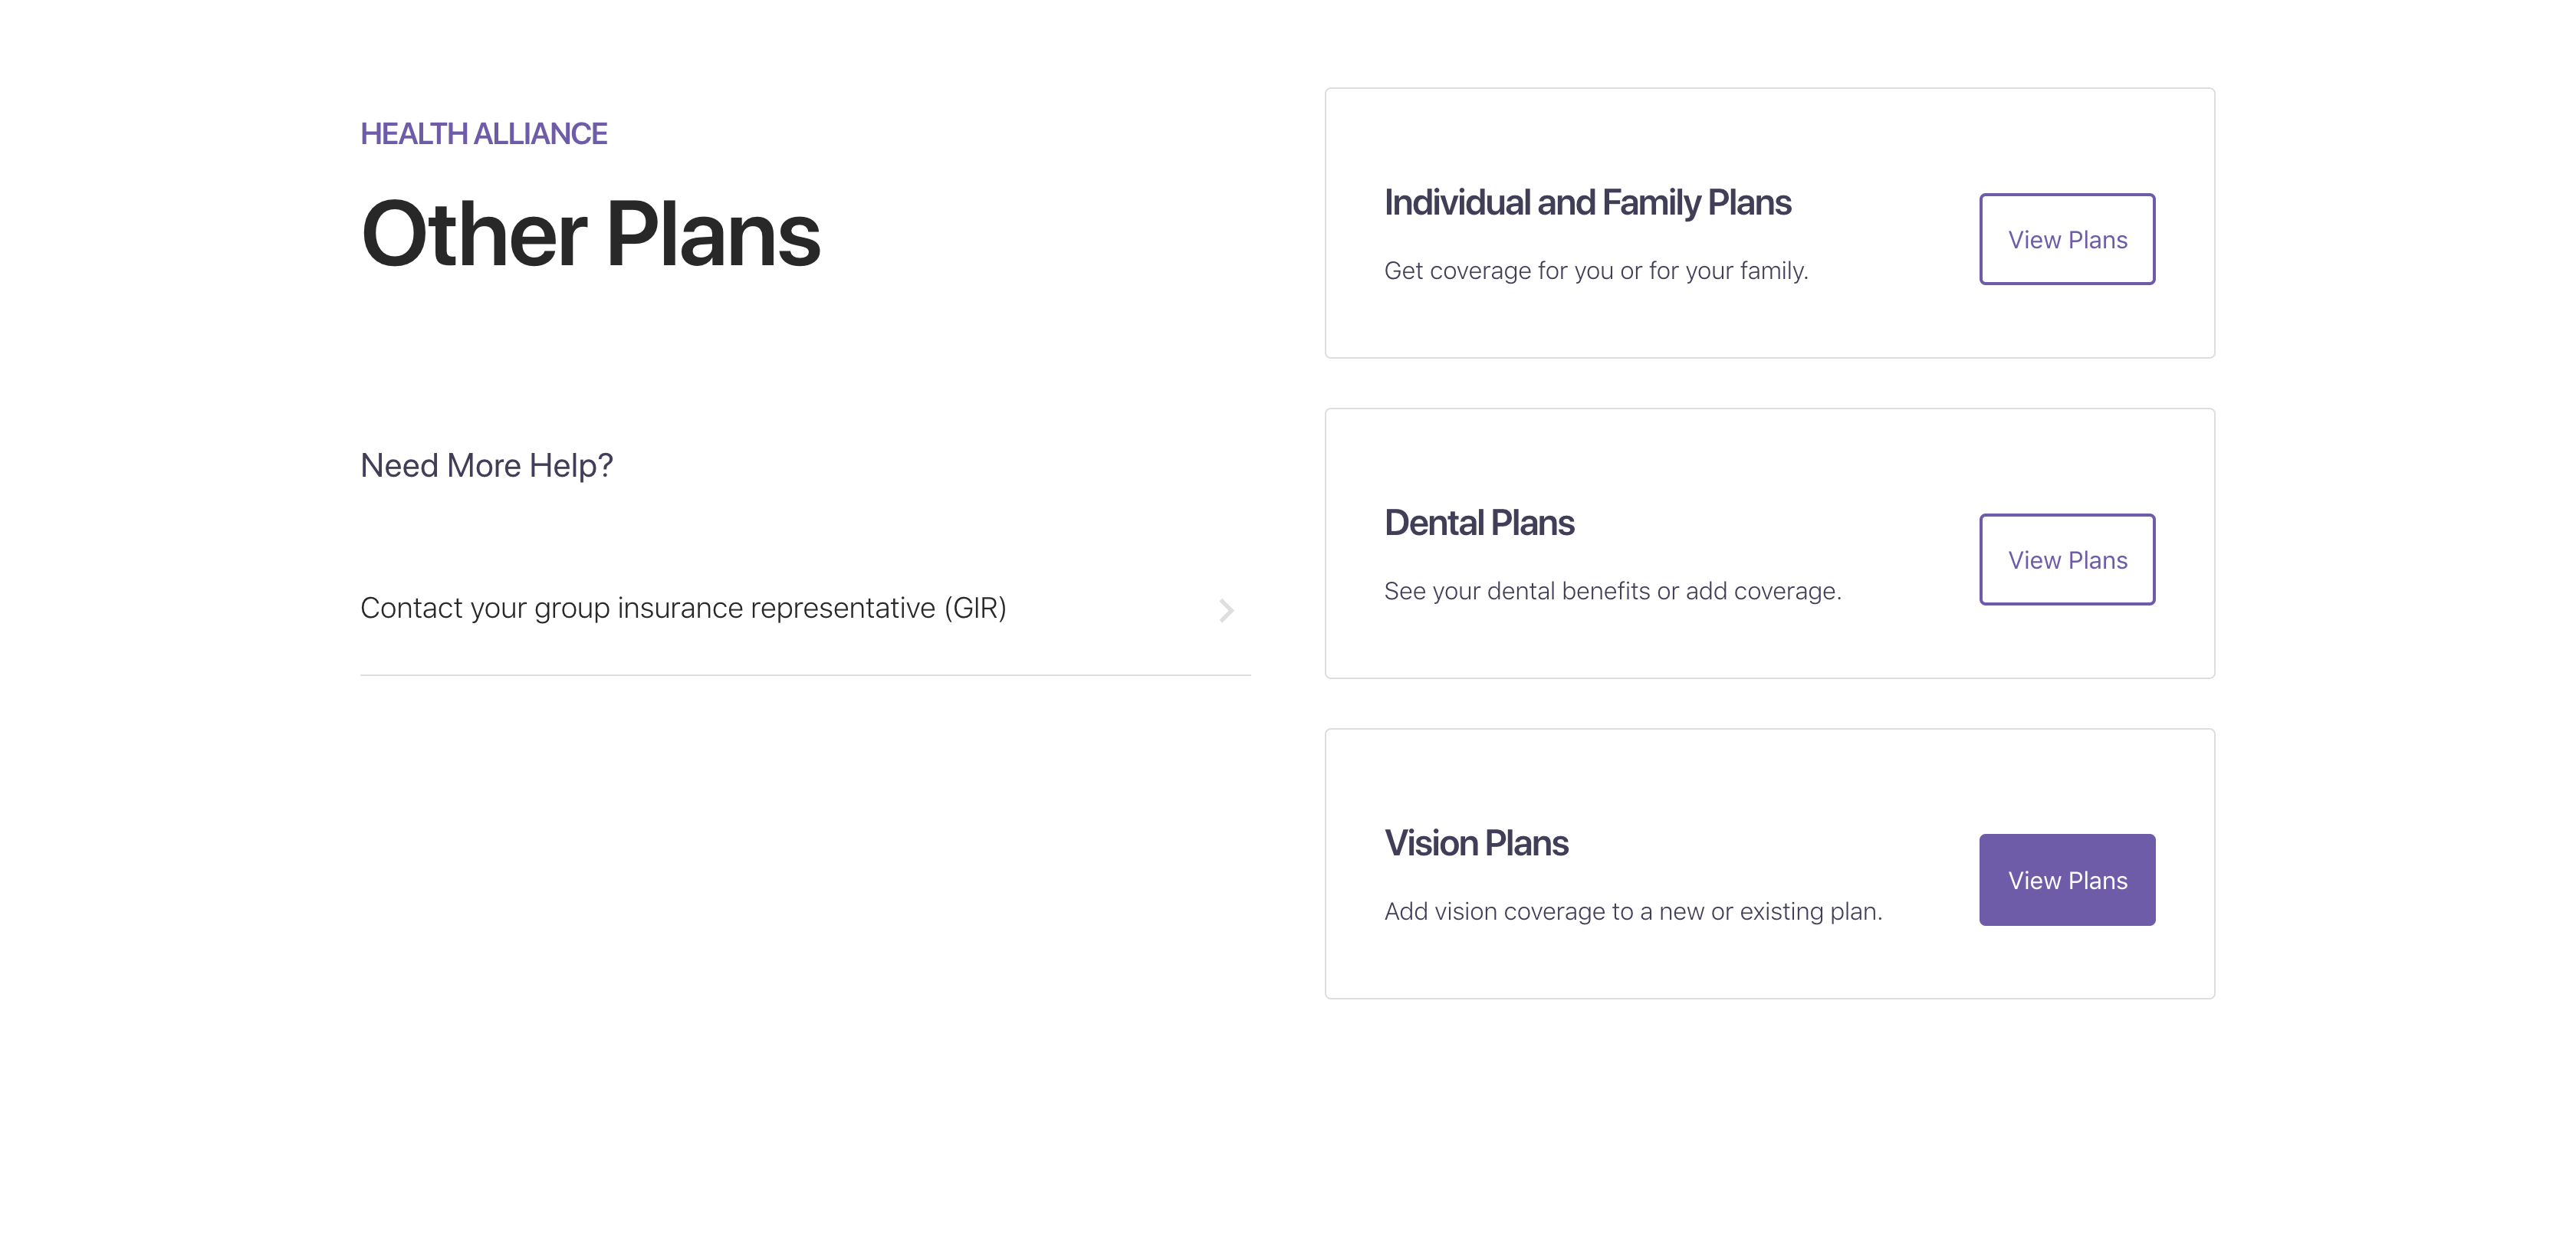 HEALTH ALLIANCE
Other Plans
Need More Help?
Contact your group insurance representative (GIR)
Individual and Family Plans
Get coverage for you or for your family.
View Plans
Dental Plans
See your dental benefits or add coverage.
View Plans
Vision Plans
Add vision coverage to a new or existing plan.
View Plans